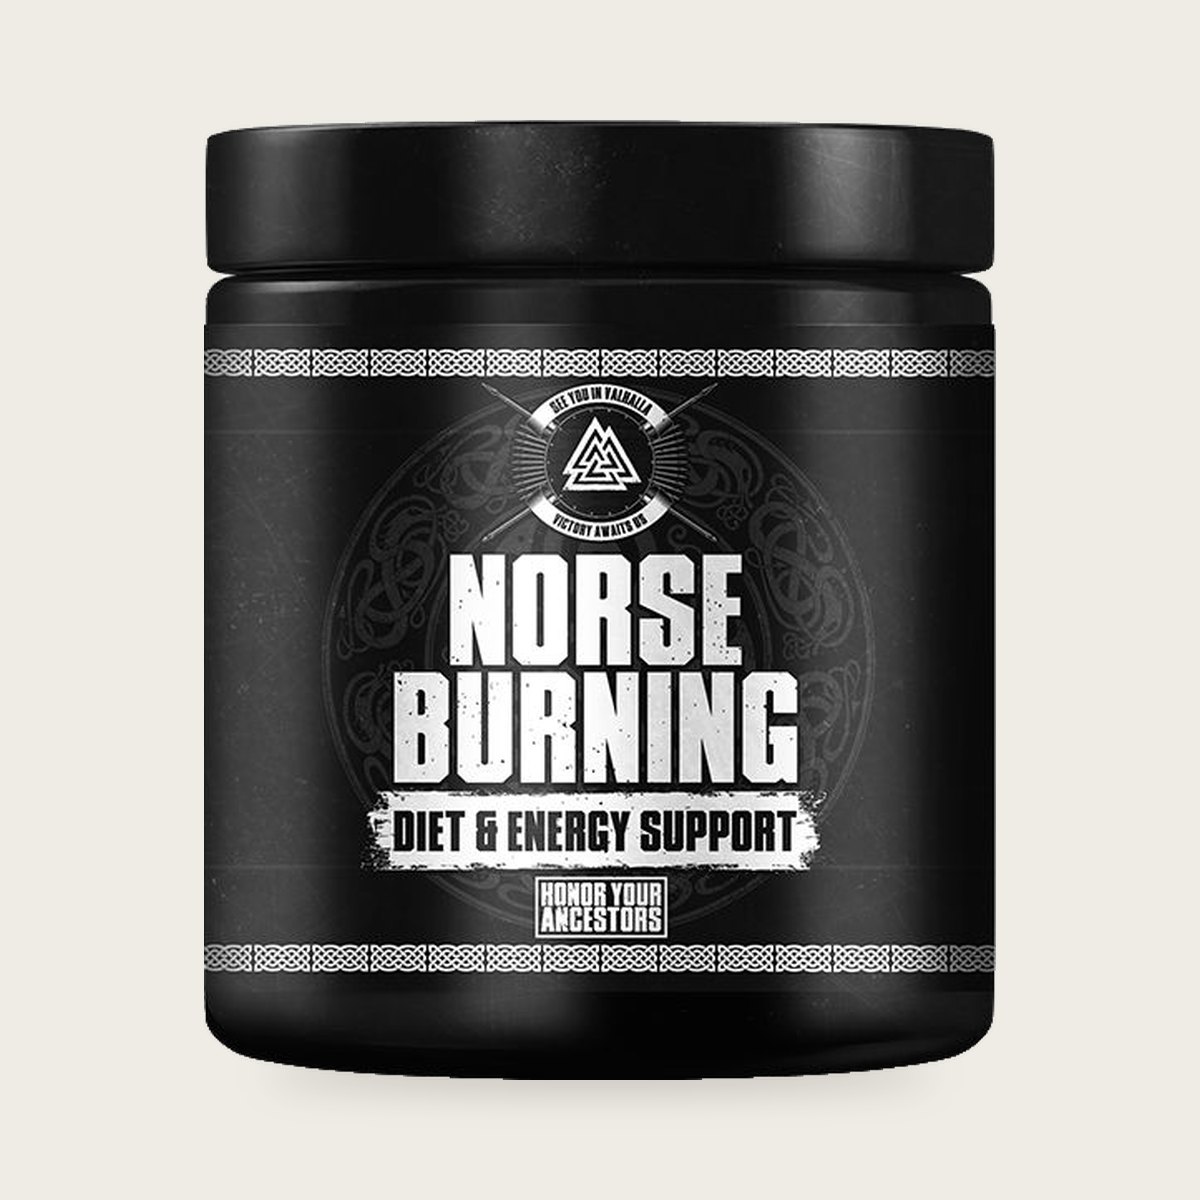 SEE YOU IN VALHALLA
VICTORY AWAITS US
NORSE
BURNING
DIET & ENERGY SUPPORT
HONOR YOUR
ANCESTORS